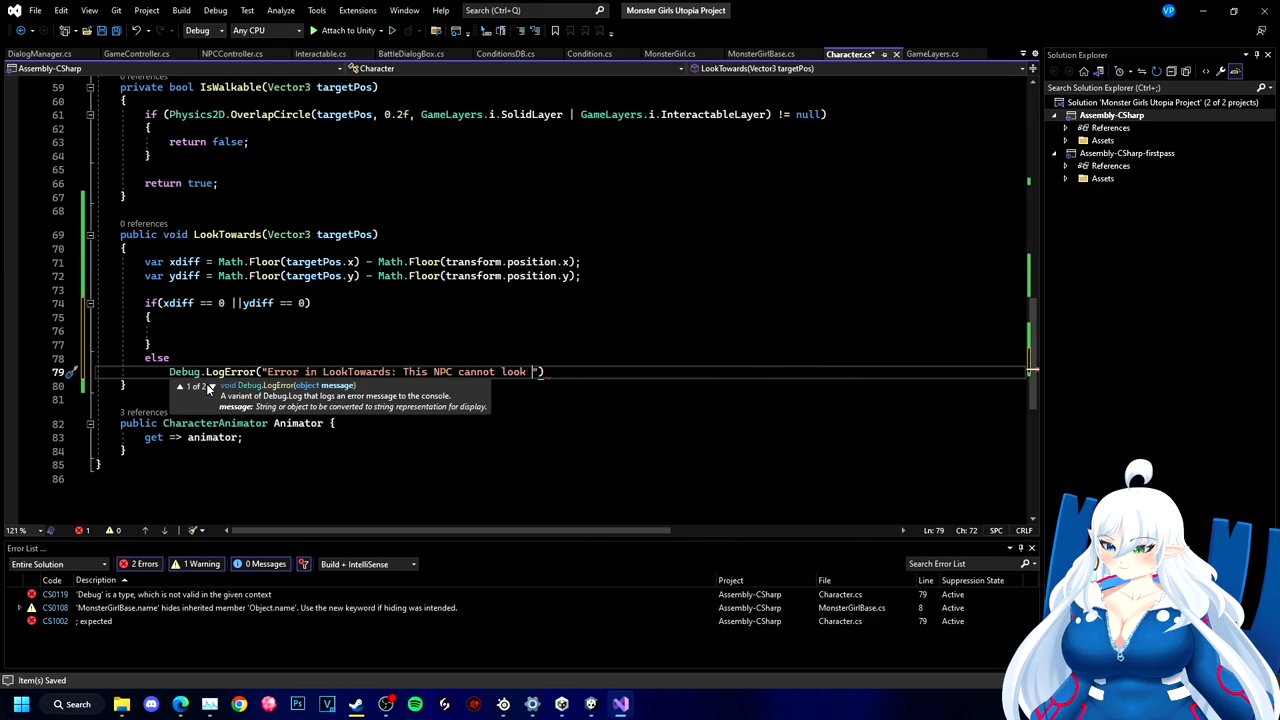 File Edit View Git Project Build Debug Test Analyze Tools Extensions Window Help Search (Ctrl+Q) Monster Girl Utopia Project VP
Debug Any CPU Attach to Unity
DialogManager.cs GameController.cs NPCController.cs Interactable.cs BattleDialogBox.cs ConditionsDB.cs Condition.cs MonsterGirl.cs MonsterGirlBase.cs Character.cs* GameLayers.cs
Assembly-CSharp Character LookTowards(Vector3 targetPos)
0 references
59 private bool IsWalkable(Vector3 targetPos)
60 {
61 if (Physics2D.OverlapCircle(targetPos, 0.2f, GameLayers.i.SolidLayer | GameLayers.i.InteractableLayer) != null)
62 {
63 return false;
64 }
65
66 return true;
67 }
68
0 references
69 public void LookTowards(Vector3 targetPos)
70 {
71 var xdiff = Math.Floor(targetPos.x) - Math.Floor(transform.position.x);
72 var ydiff = Math.Floor(targetPos.y) - Math.Floor(transform.position.y);
73
74 if(xdiff == 0 ||ydiff == 0)
75 {
76
77 }
78 else
79 Debug.LogError("Error in LookTowards: This NPC cannot look ")
80 }
1 of 2 void Debug.LogError(object message)
A variant of Debug.Log that logs an error message to the console.
message: String or object to be converted to string representation for display.
81
3 references
82 public CharacterAnimator Animator {
83 get => animator;
84 }
85 }
86
121 % 1 0 Ln: 79 Ch: 72 SPC CRLF
Solution Explorer
Search Solution Explorer (Ctrl+;)
Solution 'Monster Girls Utopia Project' (2 of 2 projects)
Assembly-CSharp
References
Assets
Assembly-CSharp-firstpass
References
Assets
Error List ...
Entire Solution 2 Errors 1 Warning 0 Messages Build + IntelliSense Search Error List
Code Description Project File Line Suppression State
CS0119 'Debug' is a type, which is not valid in the given context Assembly-CSharp Character.cs 79 Active
CS0108 'MonsterGirlBase.name' hides inherited member 'Object.name'. Use the new keyword if hiding was intended. Assembly-CSharp MonsterGirlBase.cs 8 Active
CS1002 ; expected Assembly-CSharp Character.cs 79 Active
Item(s) Saved
Search